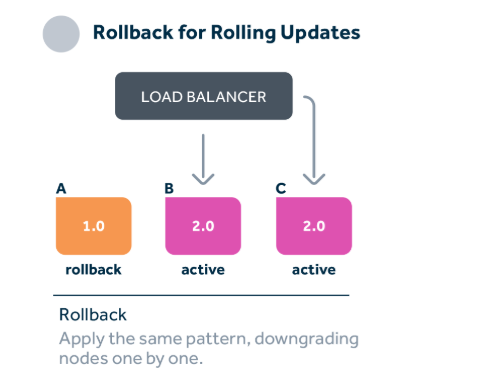 Rollback for Rolling Updates
LOAD BALANCER
A
B
C
1.0
2.0
2.0
rollback
active
active
Rollback
Apply the same pattern, downgrading
nodes one by one.